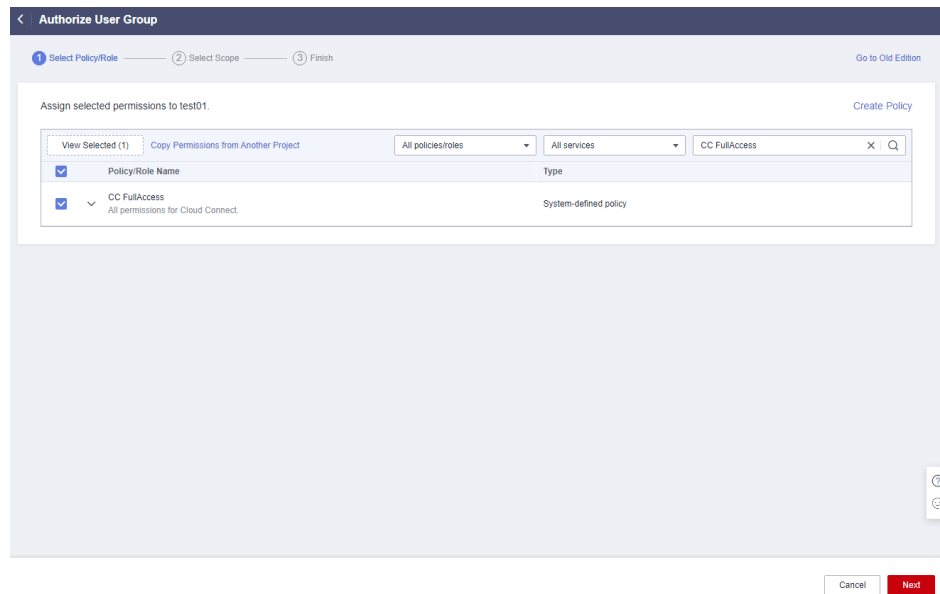 Authorize User Group
1 Select Policy/Role 2 Select Scope 3 Finish Go to Old Edition
Assign selected permissions to test01. Create Policy
View Selected (1) Copy Permissions from Another Project All policies/roles All services CC FullAccess
Policy/Role Name Type
CC FullAccess
All permissions for Cloud Connect.
System-defined policy
Cancel Next